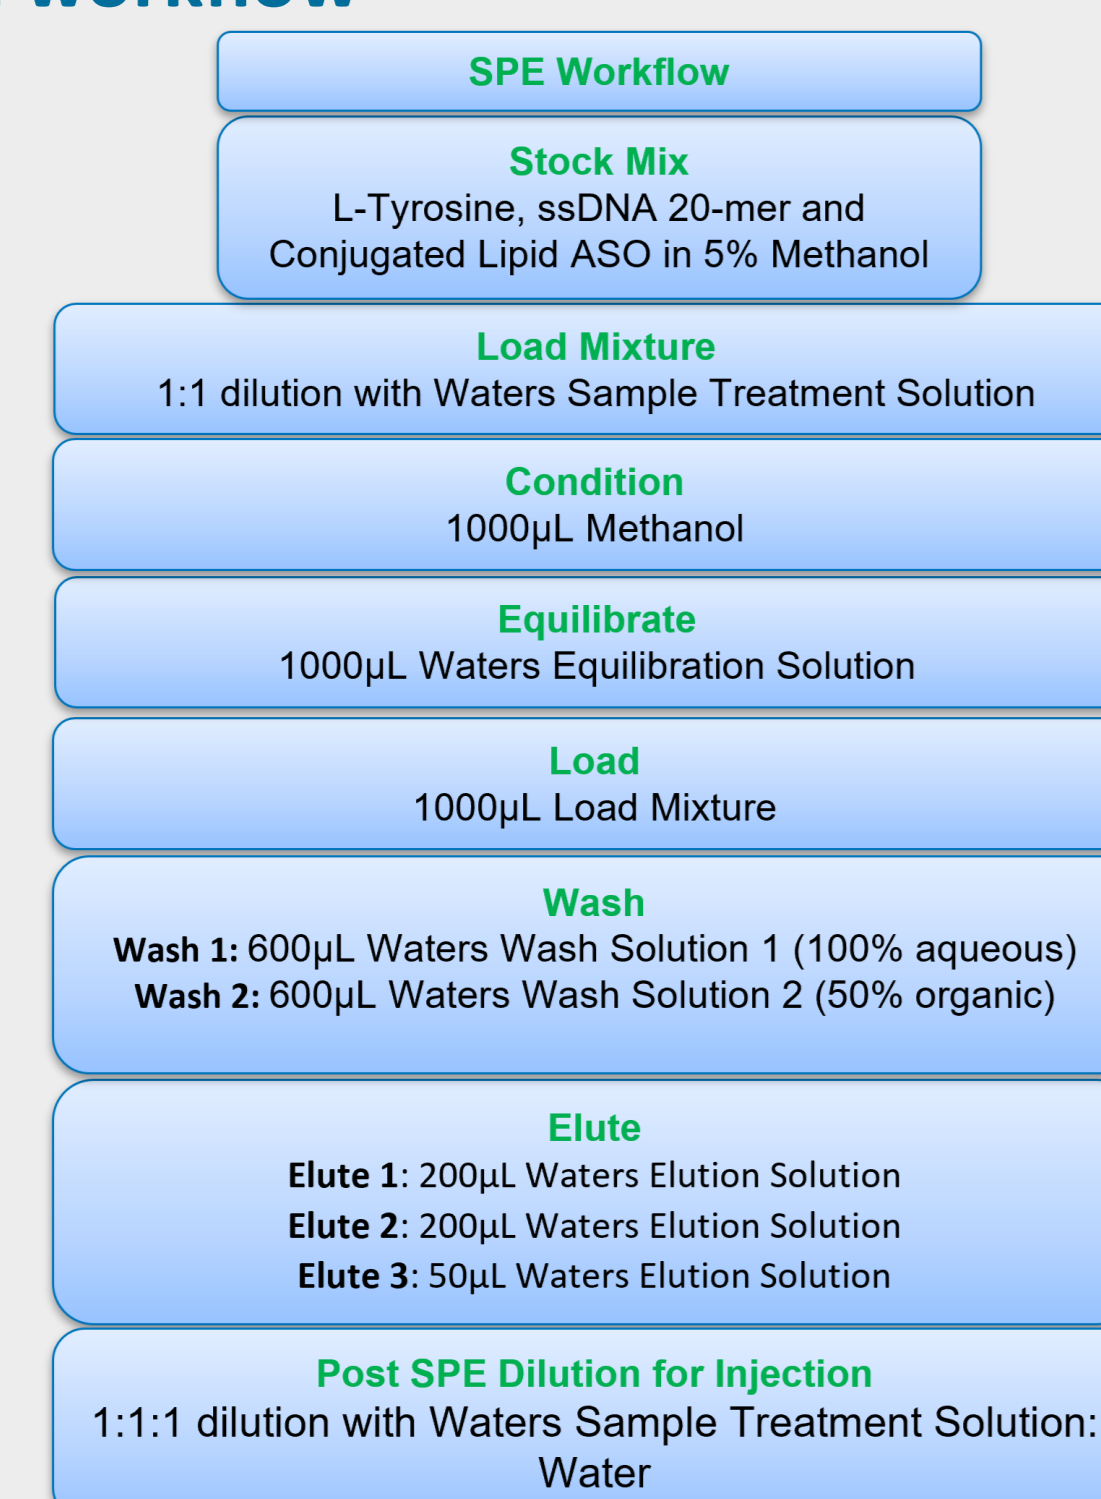 SPE Workflow
Stock Mix
L-Tyrosine, ssDNA 20-mer and
Conjugated Lipid ASO in 5% Methanol
Load Mixture
1:1 dilution with Waters Sample Treatment Solution
Condition
1000µL Methanol
Equilibrate
1000µL Waters Equilibration Solution
Load
1000µL Load Mixture
Wash
Wash 1: 600µL Waters Wash Solution 1 (100% aqueous)
Wash 2: 600µL Waters Wash Solution 2 (50% organic)
Elute
Elute 1: 200µL Waters Elution Solution
Elute 2: 200µL Waters Elution Solution
Elute 3: 50µL Waters Elution Solution
Post SPE Dilution for Injection
1:1:1 dilution with Waters Sample Treatment Solution:
Water